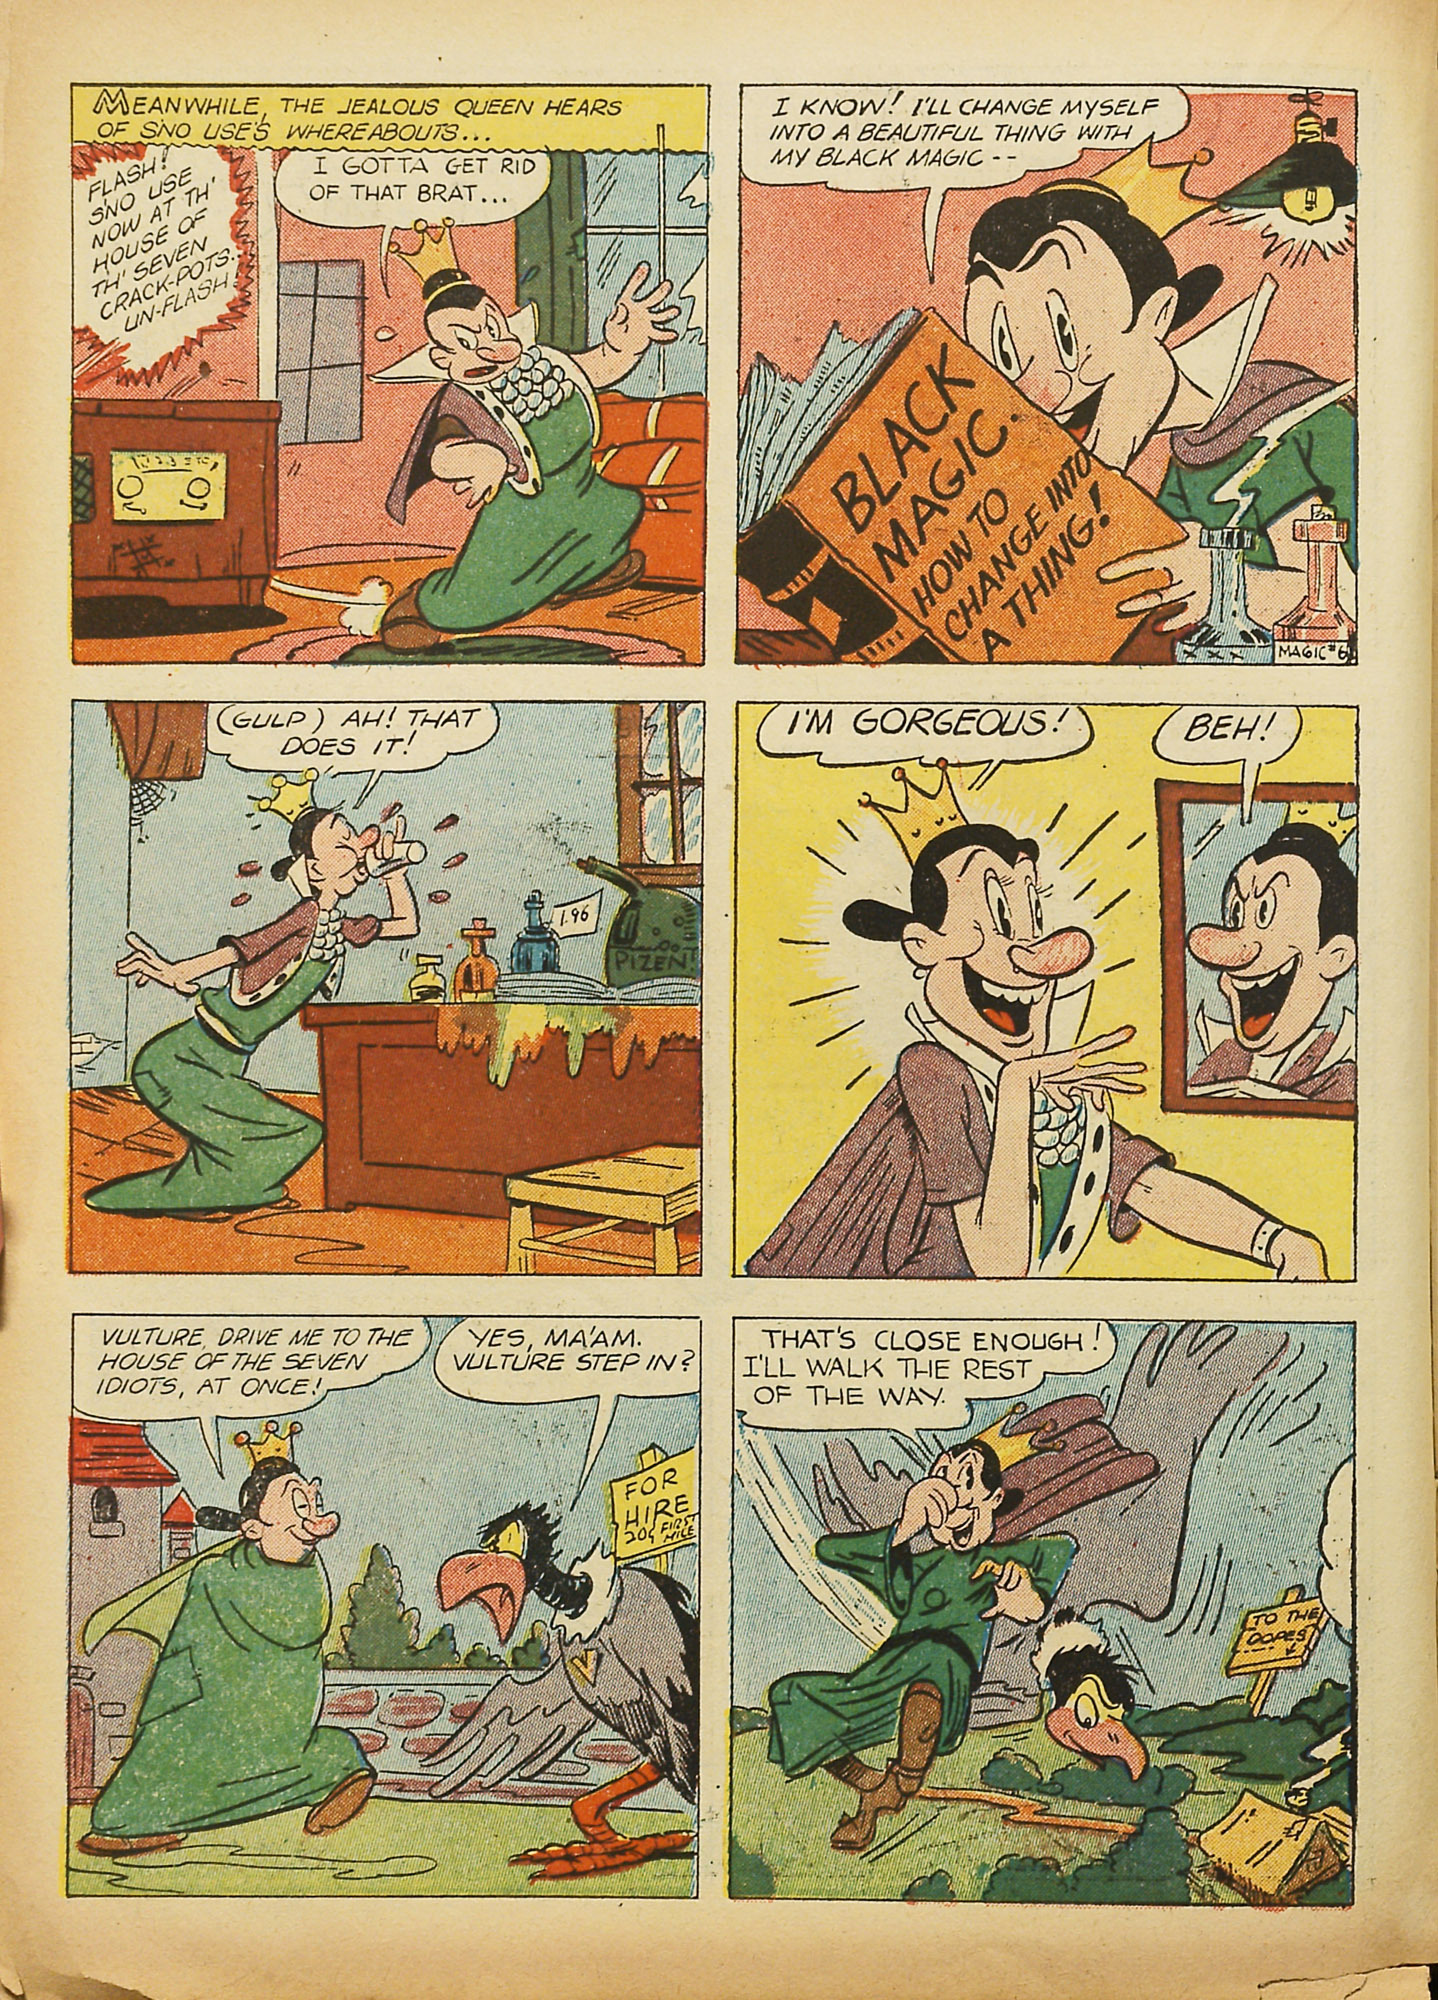 MEANWHILE, THE JEALOUS QUEEN HEARS
OF S'NO USE'S WHEREABOUTS...
FLASH!
S'NO USE
NOW AT TH'
HOUSE OF
TH' SEVEN
CRACK-POTS..
UN-FLASH!
I GOTTA GET RID
OF THAT BRAT...
I KNOW! I'LL CHANGE MYSELF
INTO A BEAUTIFUL THING WITH
MY BLACK MAGIC --
BLACK
MAGIC.
HOW TO
CHANGE INTO
A THING!
XXX
MAGIC #6
(GULP) AH! THAT
DOES IT!
1.96
PIZEN
I'M GORGEOUS!
BEH!
VULTURE, DRIVE ME TO THE
HOUSE OF THE SEVEN
IDIOTS, AT ONCE!
YES, MA'AM.
VULTURE STEP IN?
FOR
HIRE
20¢ FIRST
MILE
THAT'S CLOSE ENOUGH!
I'LL WALK THE REST
OF THE WAY.
TO THE
DOPES